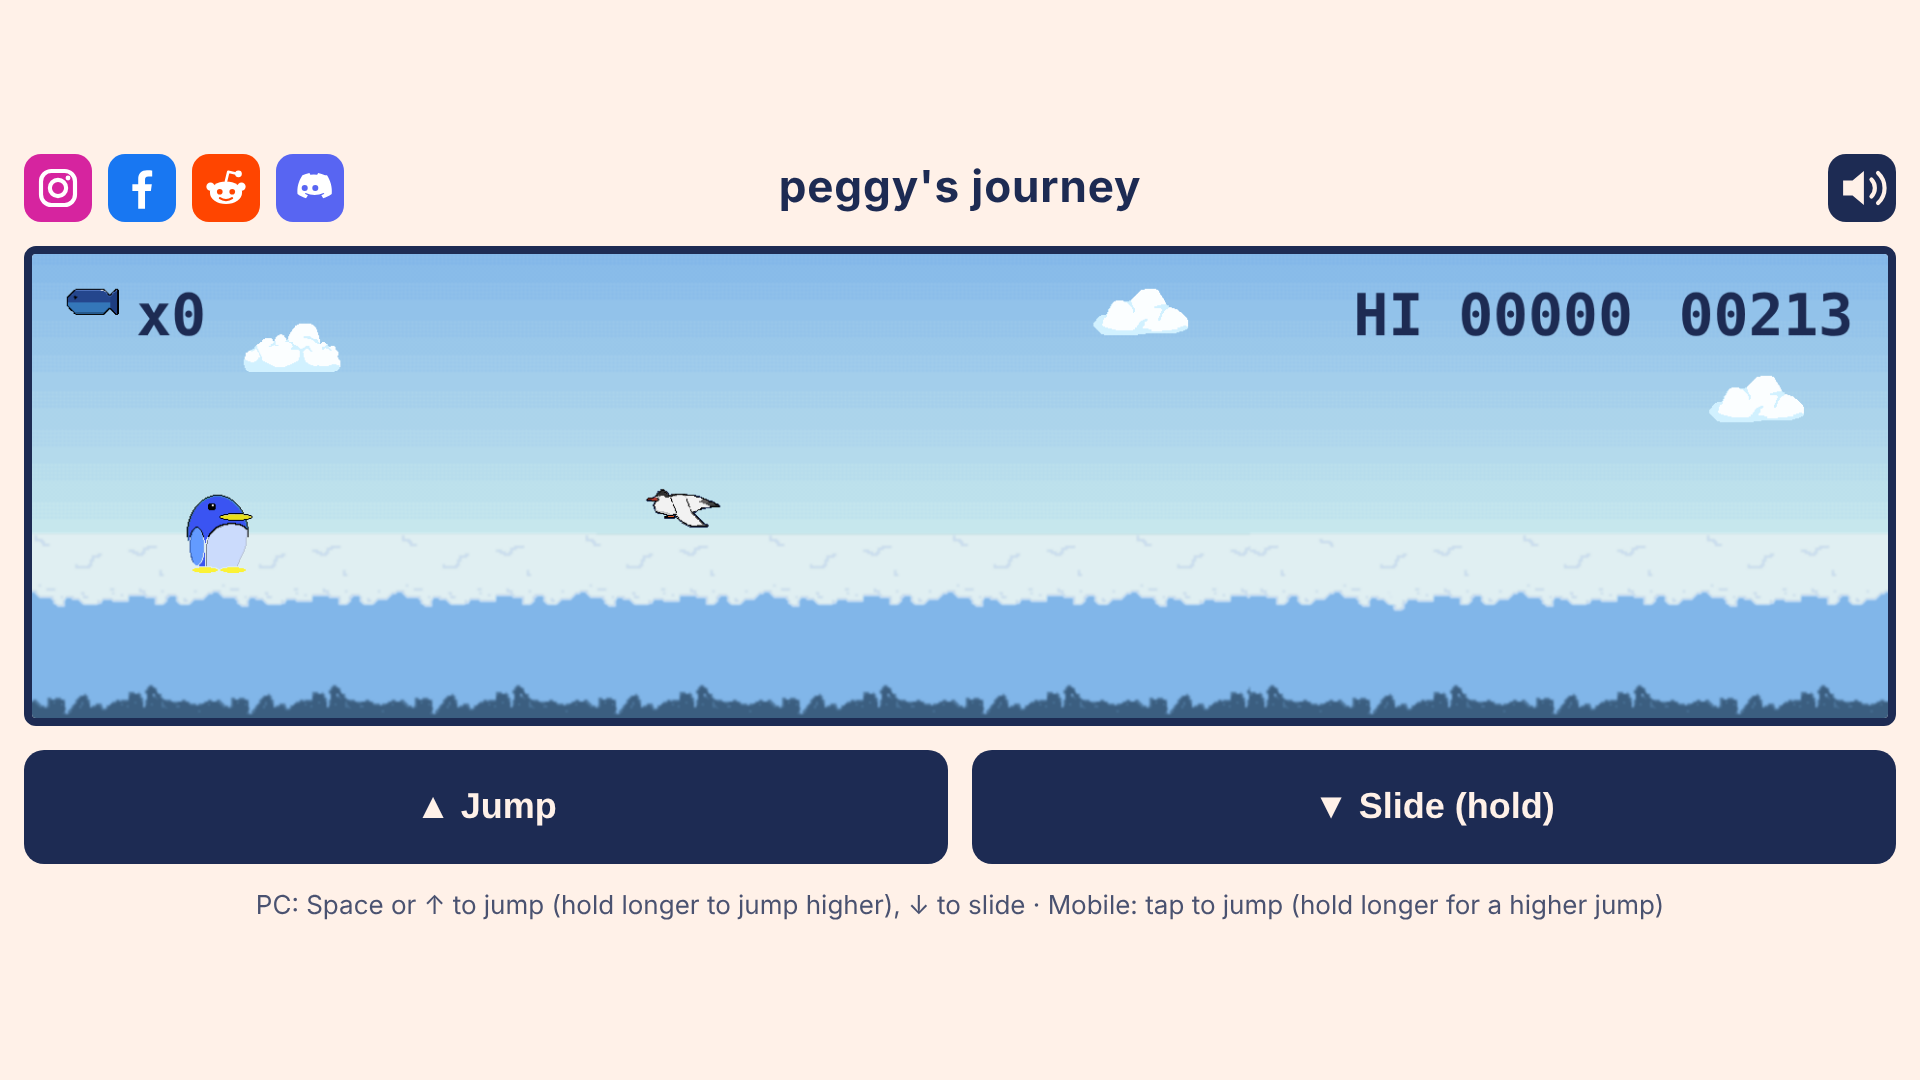 peggy's journey
x0
HI 00000 00213
▲ Jump
▼ Slide (hold)
PC: Space or ↑ to jump (hold longer to jump higher), ↓ to slide · Mobile: tap to jump (hold longer for a higher jump)